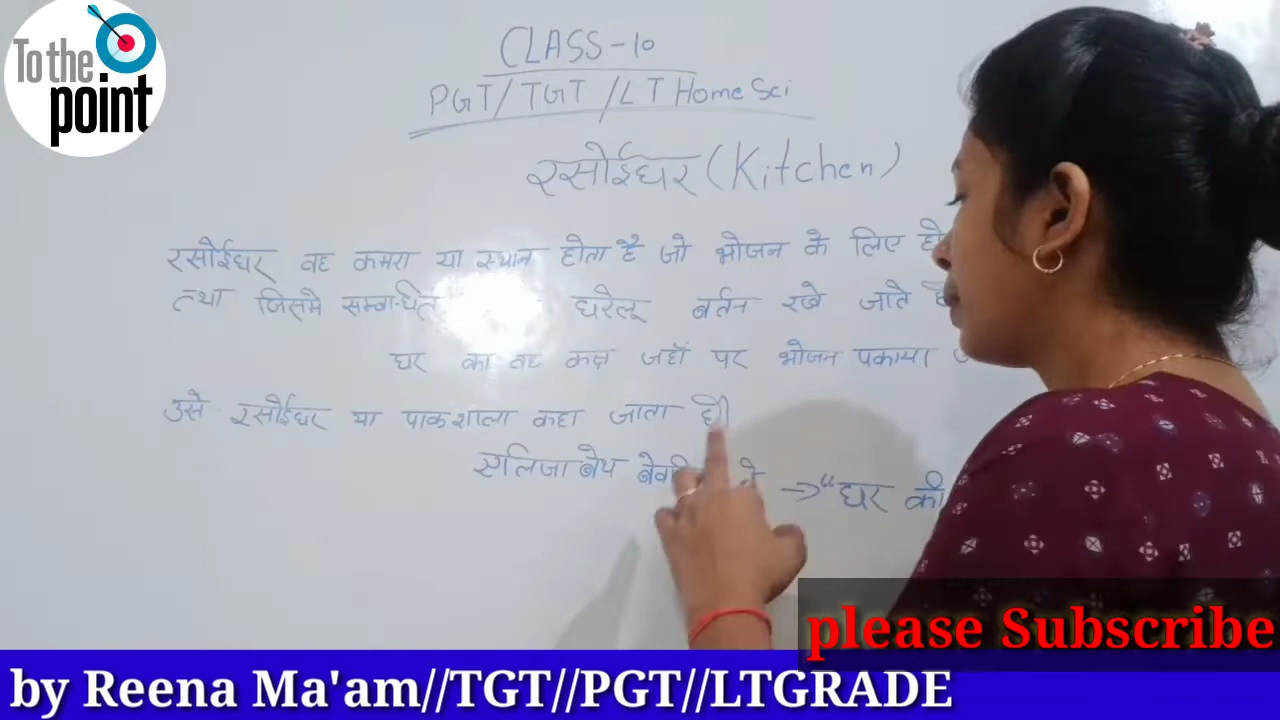 To the
point
CLASS-10
PGT/TGT/LT Home Sci
रसोईघर (Kitchen)
रसोईघर वह कमरा या स्थान होता है जो भोजन के लिए
तथा जिसमे सम्बन्धित घरेलू बर्तन रखे जाते है
घर का वह कक्ष जहाँ पर भोजन पकाया
उसे रसोईघर या पाकशाला कहा जाता है।
एलिजाबेथ → "घर की
please Subscribe
by Reena Ma'am//TGT//PGT//LTGRADE